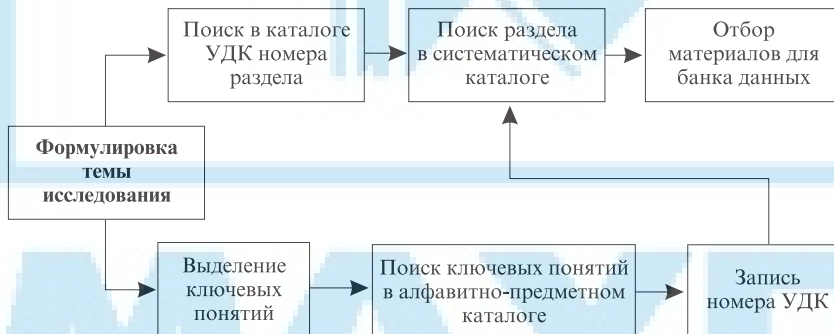 Поиск в каталоге
УДК номера
раздела
Поиск раздела
в систематическом
каталоге
Отбор
материалов для
банка данных
Формулировка
темы
исследования
Выделение
ключевых
понятий
Поиск ключевых понятий
в алфавитно-предметном
каталоге
Запись
номера УДК